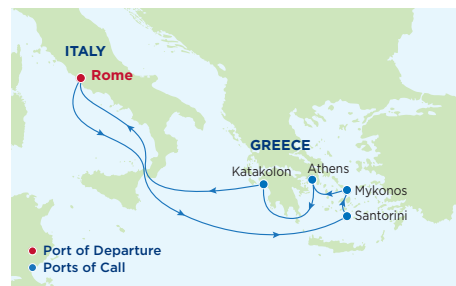 ITALY
Rome
GREECE
Katakolon
Athens
Mykonos
Santorini
Port of Departure
Ports of Call